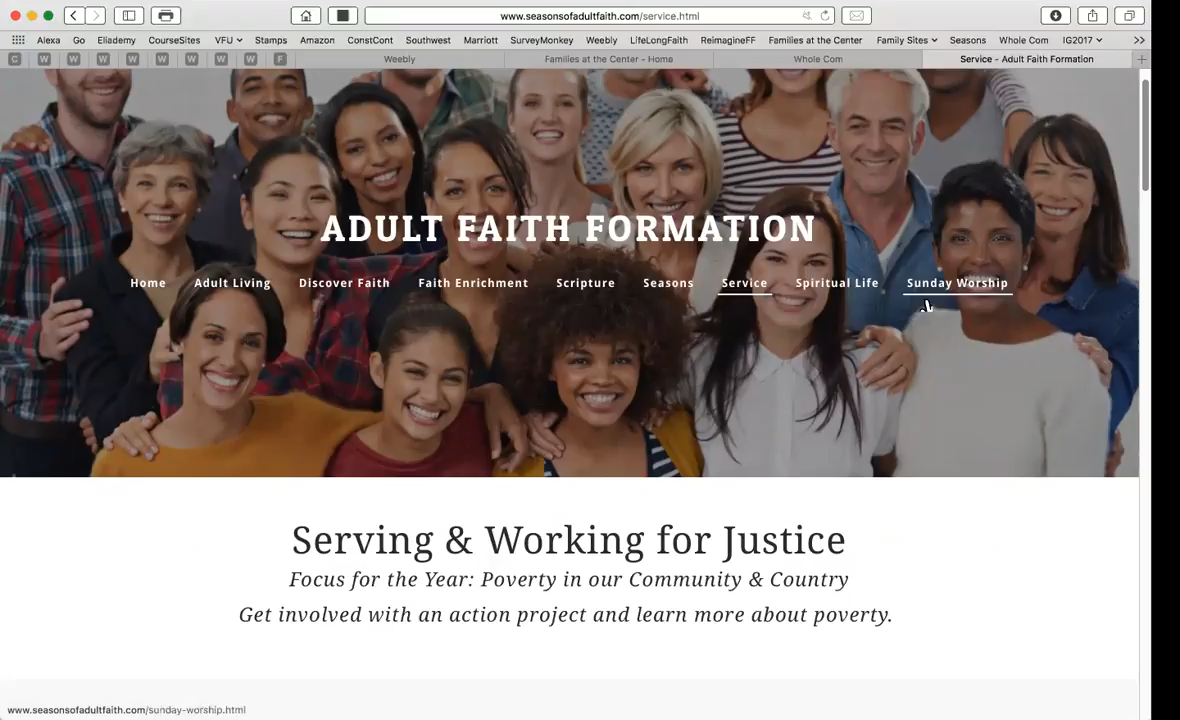 www.seasonsofadultfaith.com/service.html
Alexa Go Eliademy CourseSites VFU Stamps Amazon ConstCont Southwest Marriott SurveyMonkey Weebly LifeLongFaith ReimagineFF Families at the Center Family Sites Seasons Whole Com IG2017 >>
C W W W W W W W W F Weebly Families at the Center - Home Whole Com Service - Adult Faith Formation +
ADULT FAITH FORMATION
Home Adult Living Discover Faith Faith Enrichment Scripture Seasons Service Spiritual Life Sunday Worship
Serving & Working for Justice
Focus for the Year: Poverty in our Community & Country
Get involved with an action project and learn more about poverty.
www.seasonsofadultfaith.com/sunday-worship.html